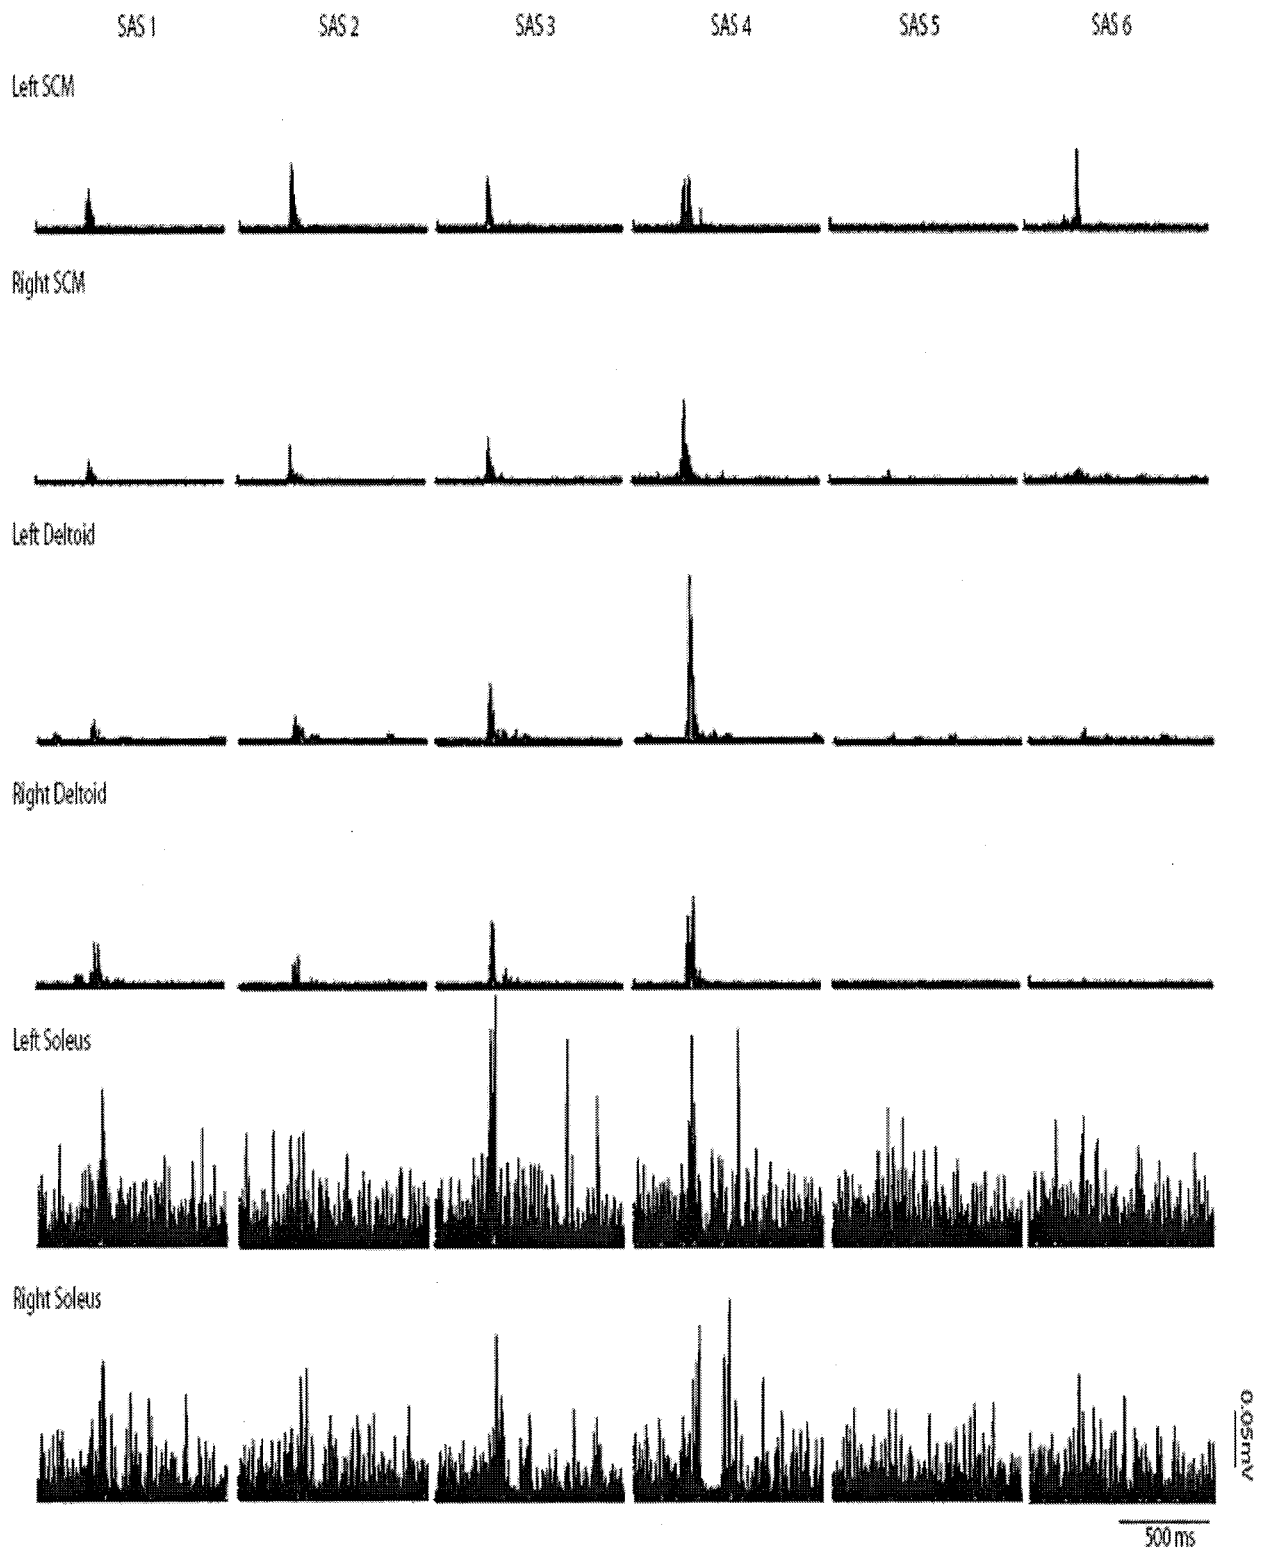 SAS 1 SAS 2 SAS 3 SAS 4 SAS 5 SAS 6
Left SCM
Right SCM
Left Deltoid
Right Deltoid
Left Soleus
Right Soleus
0.05mV
500 ms